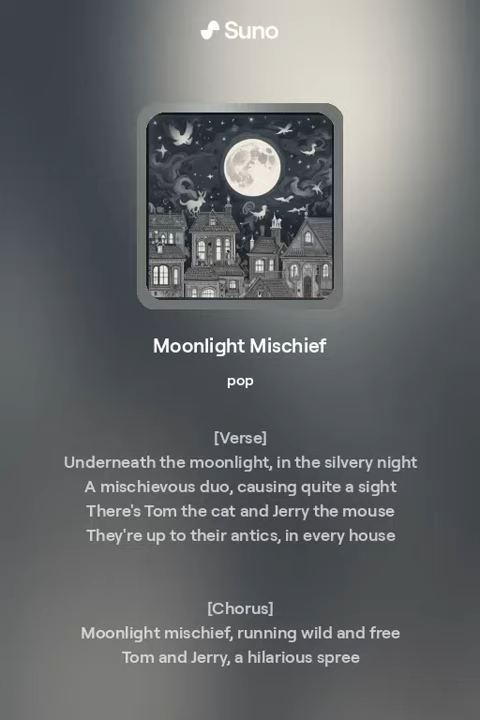 Suno
Moonlight Mischief
pop
[Verse]
Underneath the moonlight, in the silvery night
A mischievous duo, causing quite a sight
There's Tom the cat and Jerry the mouse
They're up to their antics, in every house
[Chorus]
Moonlight mischief, running wild and free
Tom and Jerry, a hilarious spree